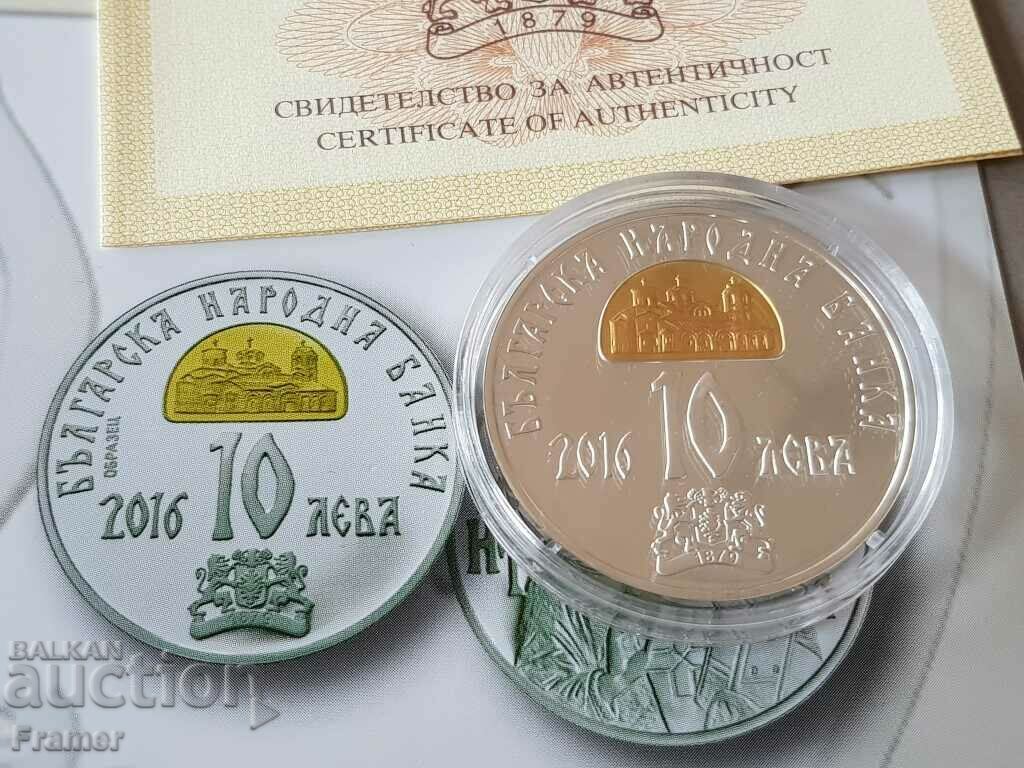 1879
СВИДЕТЕЛСТВО ЗА АВТЕНТИЧНОСТ
CERTIFICATE OF AUTHENTICITY
БЪЛГАРСКА НАРОДНА БАНКА
ОБРАЗЕЦ
2016 10 ЛЕВА
БЪЛГАРСКА НАРОДНА БАНКА
2016 10 ЛЕВА
1879
BALKAN
auction
Framer